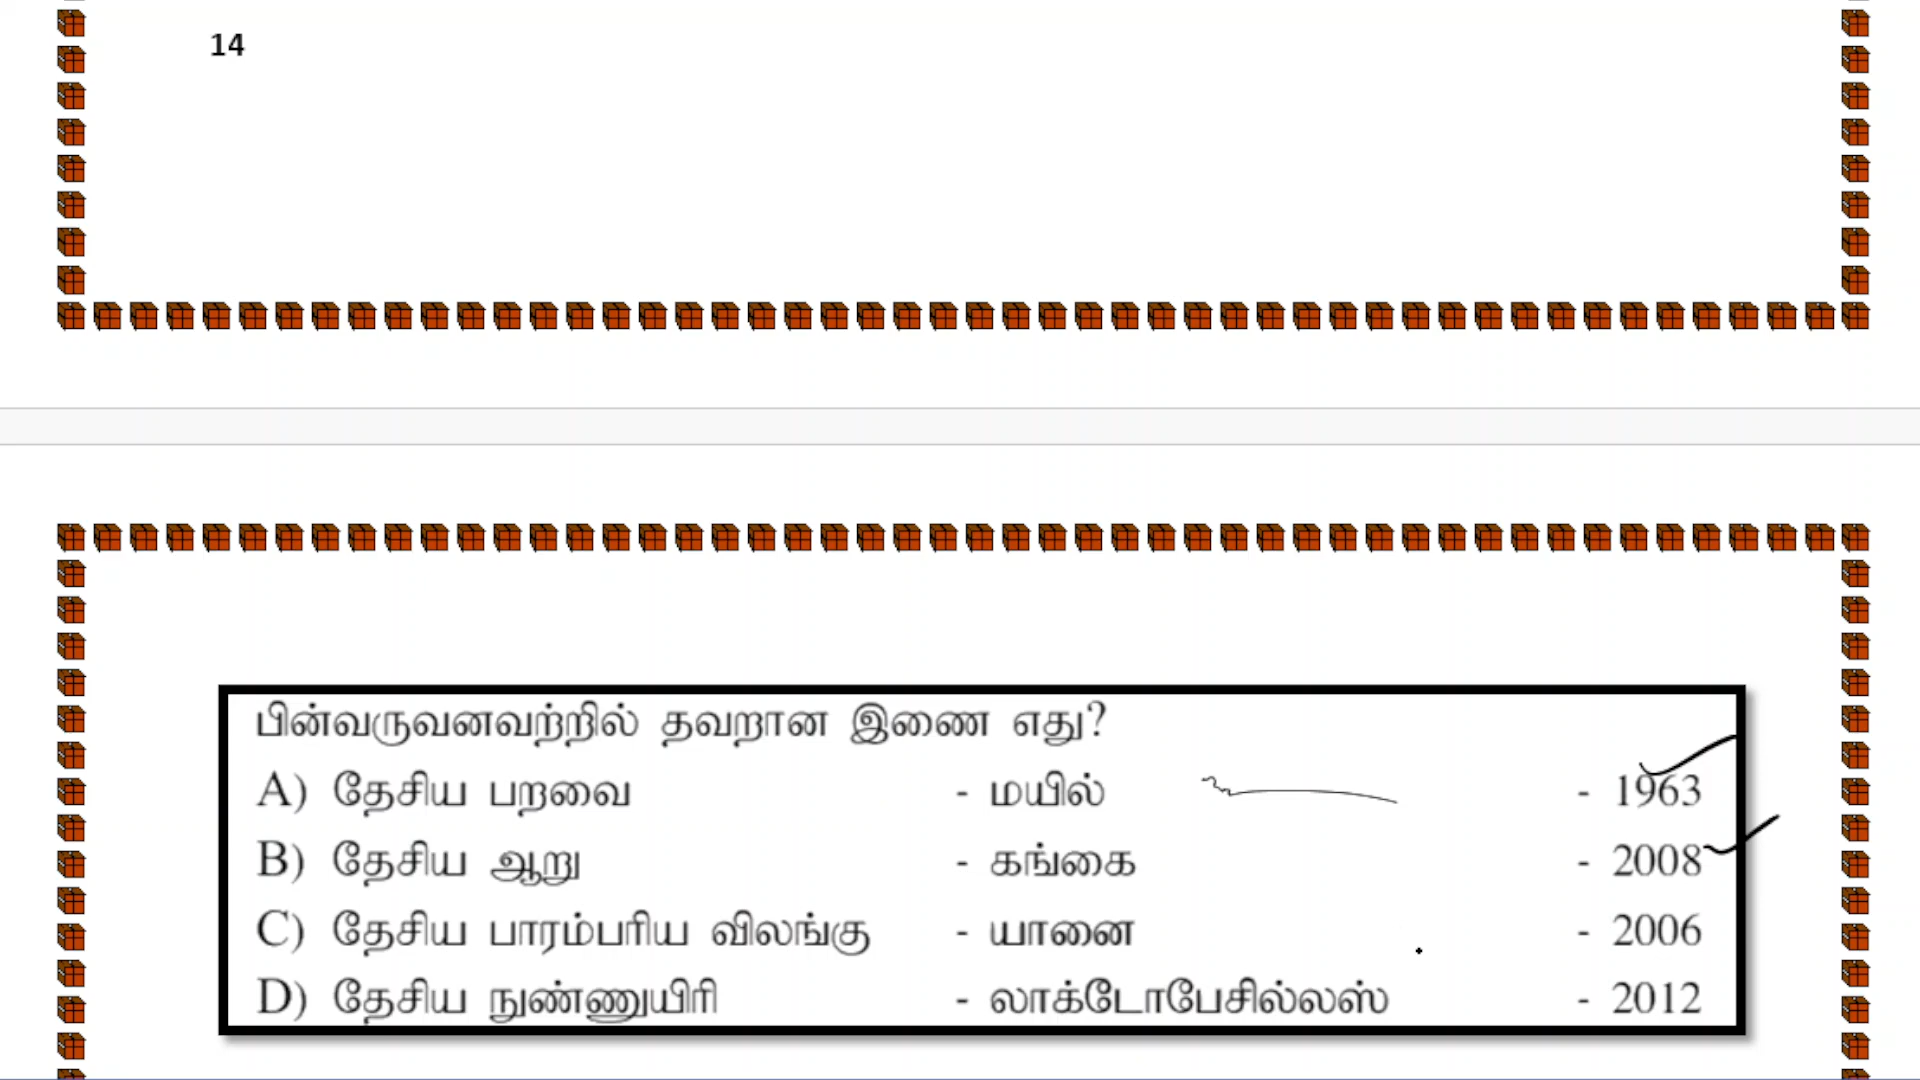 14
பின்வருவனவற்றில் தவறான இணை எது?
A) தேசிய பறவை - மயில் - 1963
B) தேசிய ஆறு - கங்கை - 2008
C) தேசிய பாரம்பரிய விலங்கு - யானை - 2006
D) தேசிய நுண்ணுயிரி - லாக்டோபேசில்லஸ் - 2012